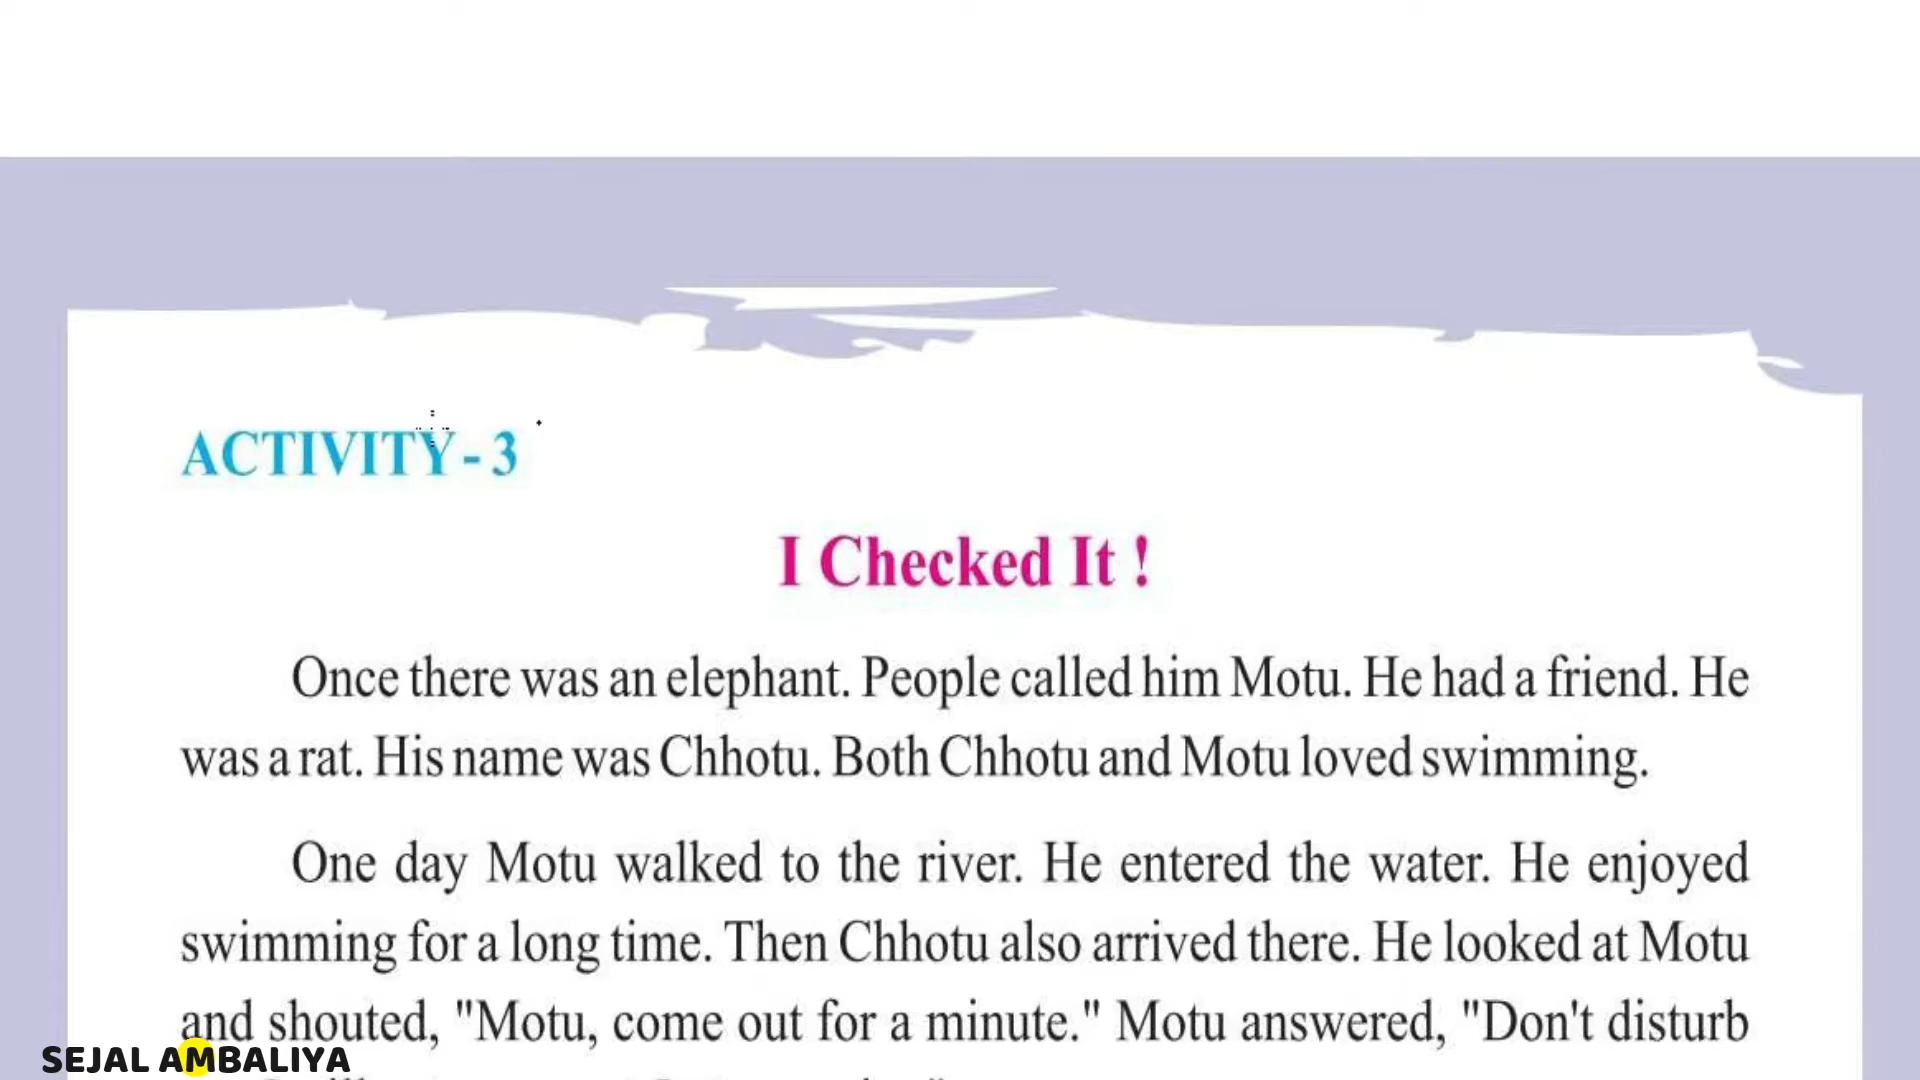 ACTIVITY - 3
I Checked It !
Once there was an elephant. People called him Motu. He had a friend. He
was a rat. His name was Chhotu. Both Chhotu and Motu loved swimming.
One day Motu walked to the river. He entered the water. He enjoyed
swimming for a long time. Then Chhotu also arrived there. He looked at Motu
and shouted, "Motu, come out for a minute." Motu answered, "Don't disturb
SEJAL AMBALIYA